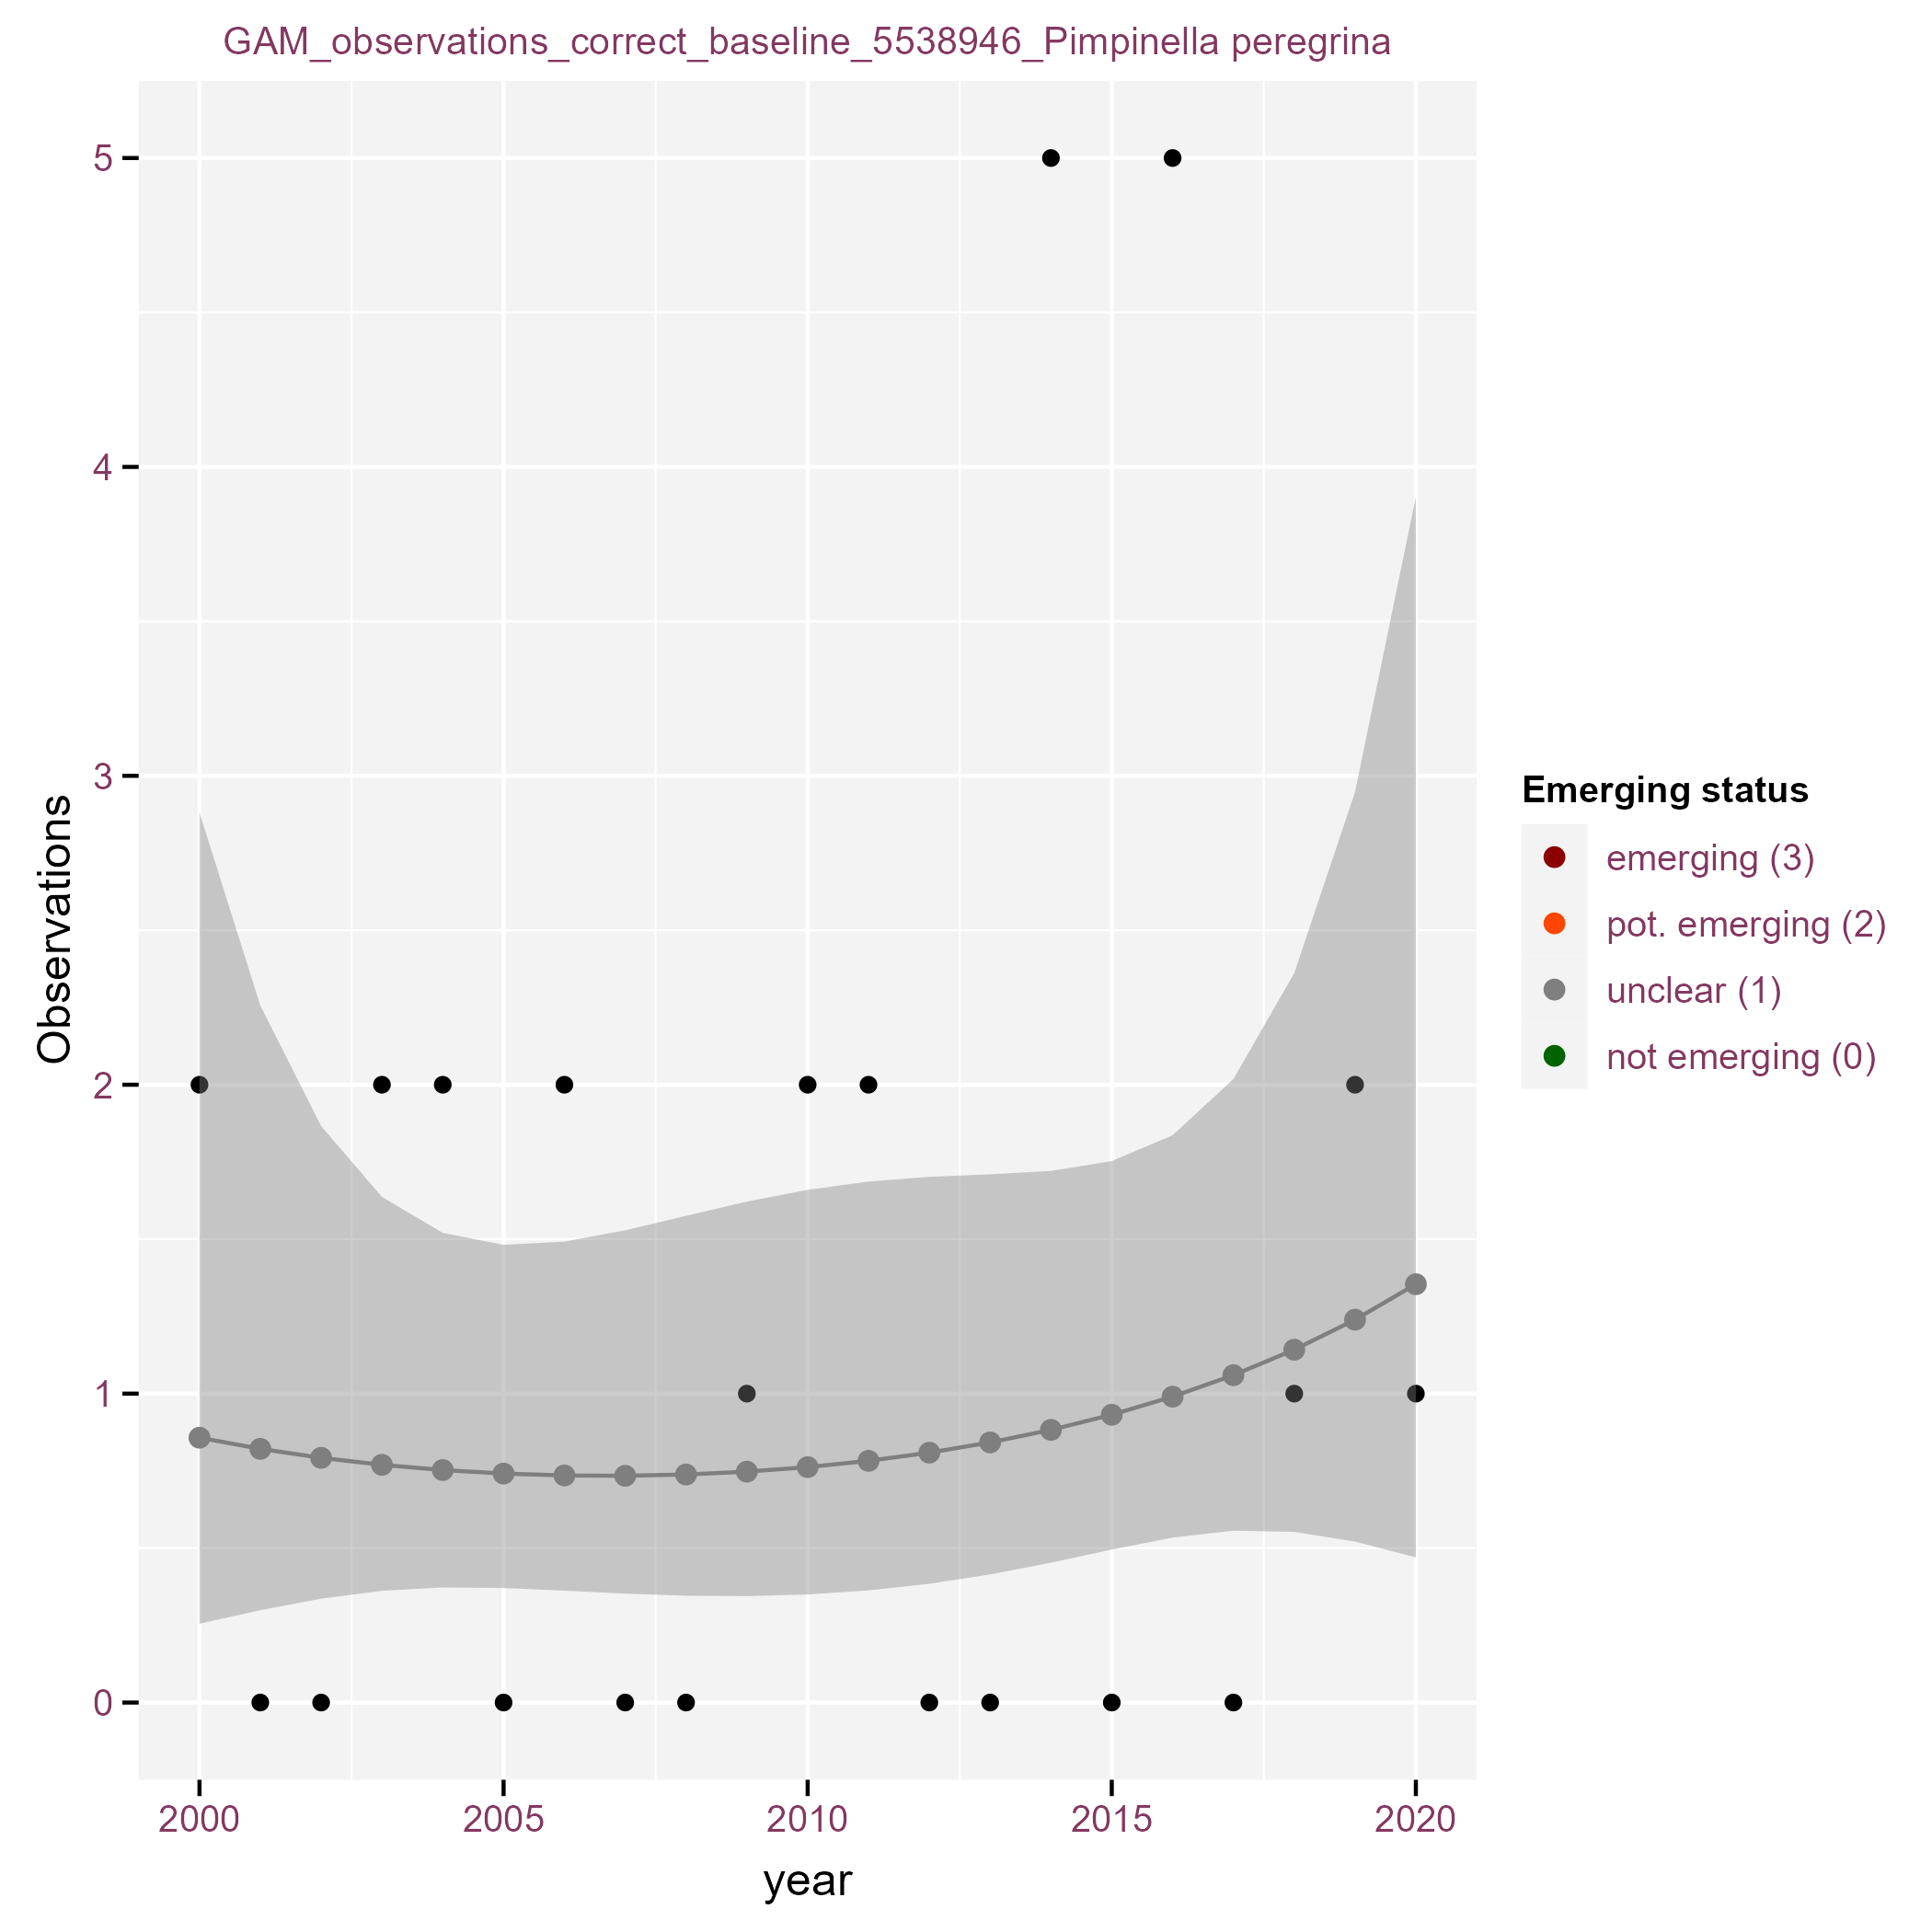 GAM_observations_correct_baseline_5538946_Pimpinella peregrina
5
4
3
2
1
0
Observations
2000 2005 2010 2015 2020
year
Emerging status
emerging (3)
pot. emerging (2)
unclear (1)
not emerging (0)